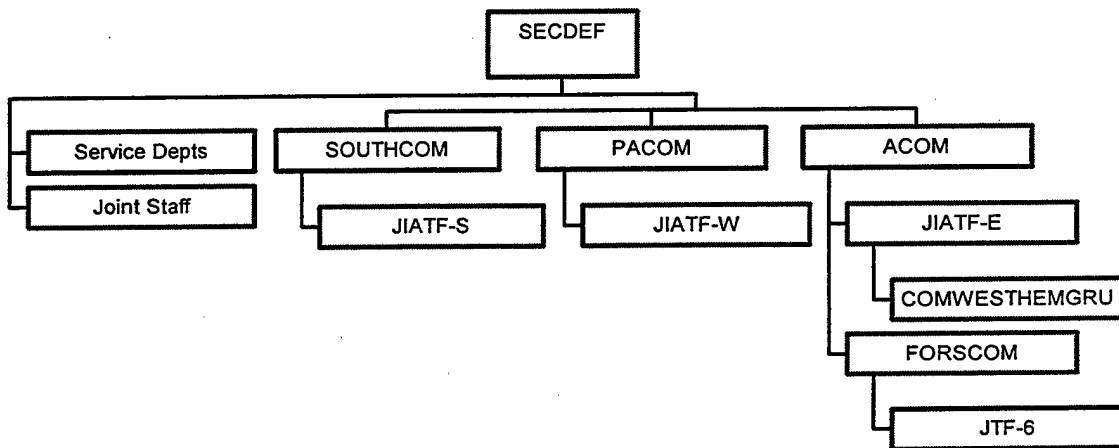 SECDEF
Service Depts
Joint Staff
SOUTHCOM
JIATF-S
PACOM
JIATF-W
ACOM
JIATF-E
COMWESTHEMGRU
FORSCOM
JTF-6